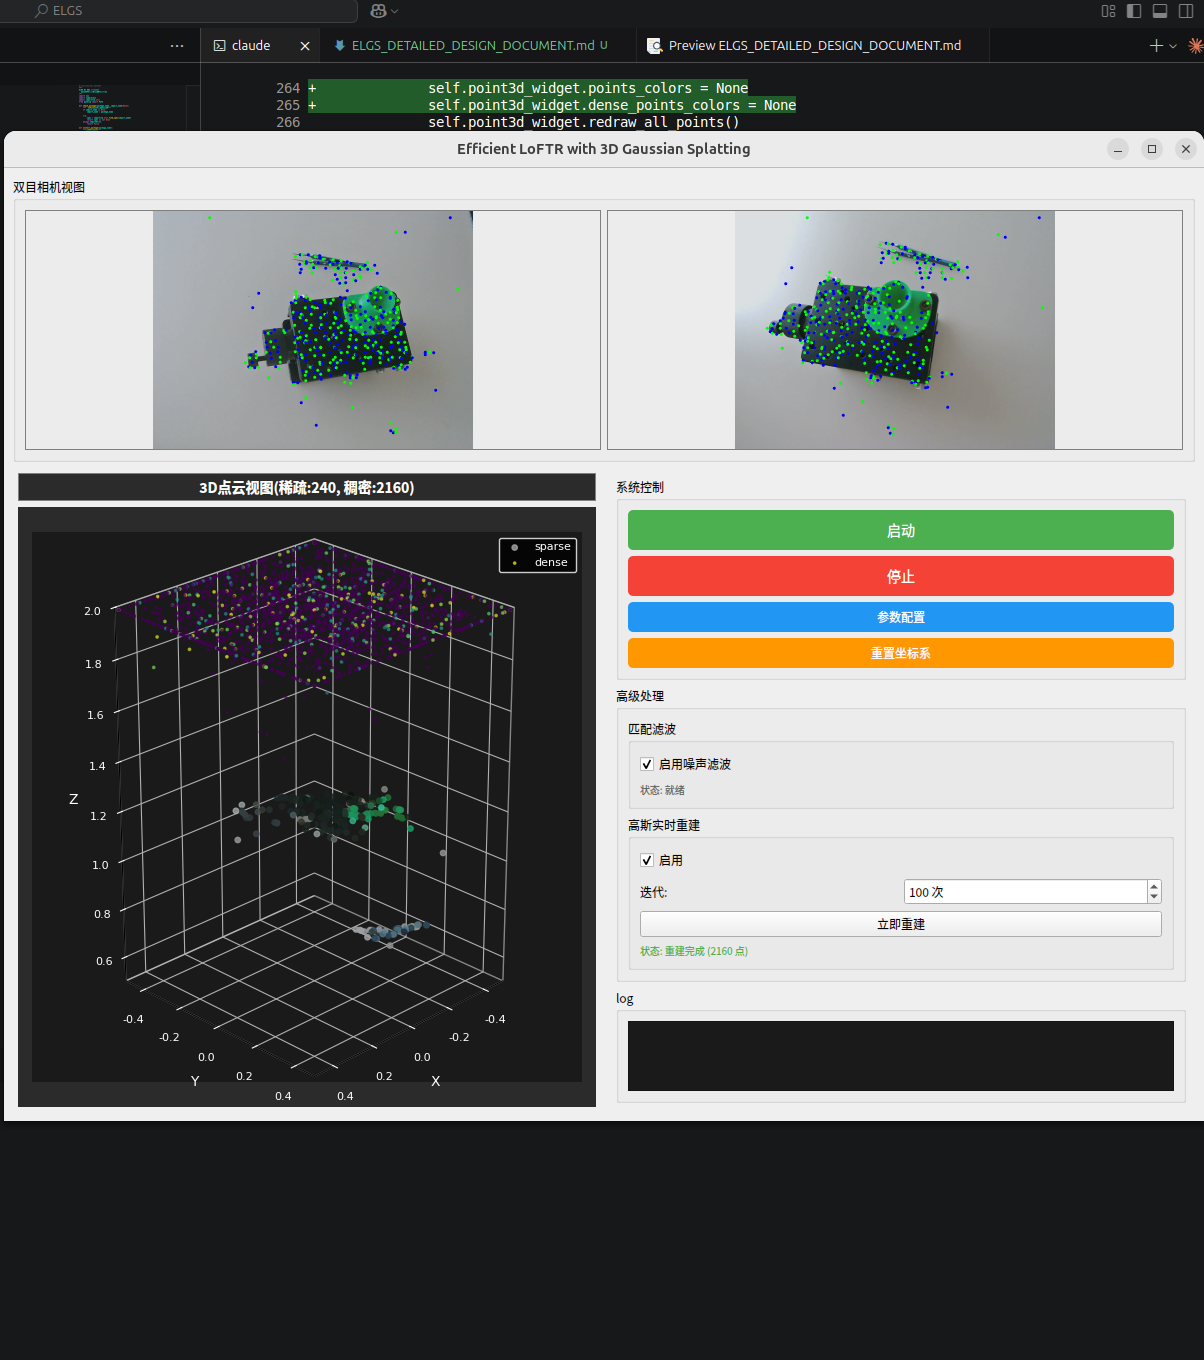 ELGS
claude
ELGS_DETAILED_DESIGN_DOCUMENT.md U
Preview ELGS_DETAILED_DESIGN_DOCUMENT.md
264 + self.point3d_widget.points_colors = None
265 + self.point3d_widget.dense_points_colors = None
266 self.point3d_widget.redraw_all_points()
Efficient LoFTR with 3D Gaussian Splatting
双目相机视图
3D点云视图(稀疏:240, 稠密:2160)
sparse
dense
2.0
1.8
1.6
1.4
1.2
1.0
0.8
0.6
Z
-0.4
-0.2
0.0
0.2
0.4
Y
-0.4
-0.2
0.0
0.2
0.4
X
系统控制
启动
停止
参数配置
重置坐标系
高级处理
匹配滤波
启用噪声滤波
状态: 就绪
高斯实时重建
启用
迭代:
100 次
立即重建
状态: 重建完成 (2160 点)
log